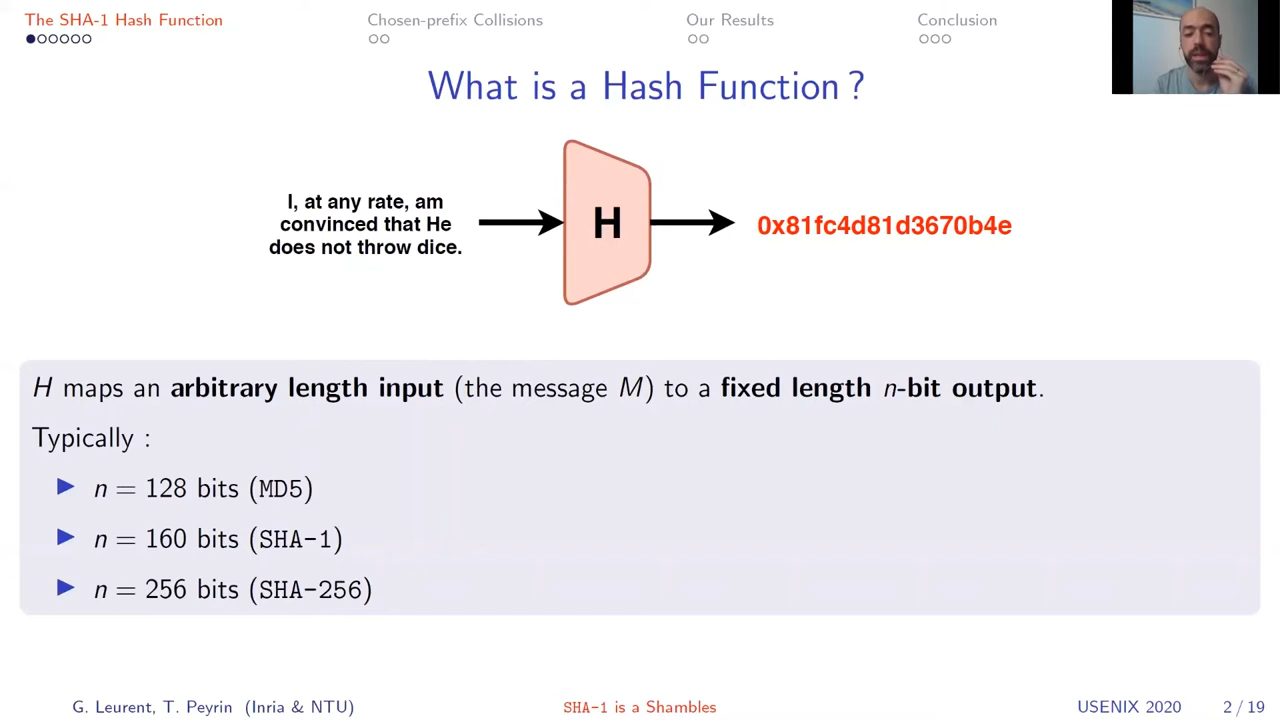 The SHA-1 Hash Function
Chosen-prefix Collisions
Our Results
Conclusion
What is a Hash Function ?
I, at any rate, am
convinced that He
does not throw dice.
H
0x81fc4d81d3670b4e
H maps an arbitrary length input (the message M) to a fixed length n-bit output.
Typically :
n = 128 bits (MD5)
n = 160 bits (SHA-1)
n = 256 bits (SHA-256)
G. Leurent, T. Peyrin (Inria & NTU)
SHA-1 is a Shambles
USENIX 2020
2 / 19